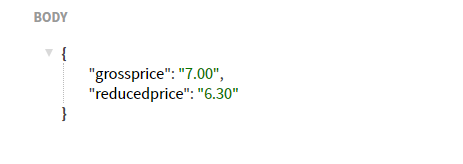 BODY
{
"grossprice": "7.00",
"reducedprice": "6.30"
}